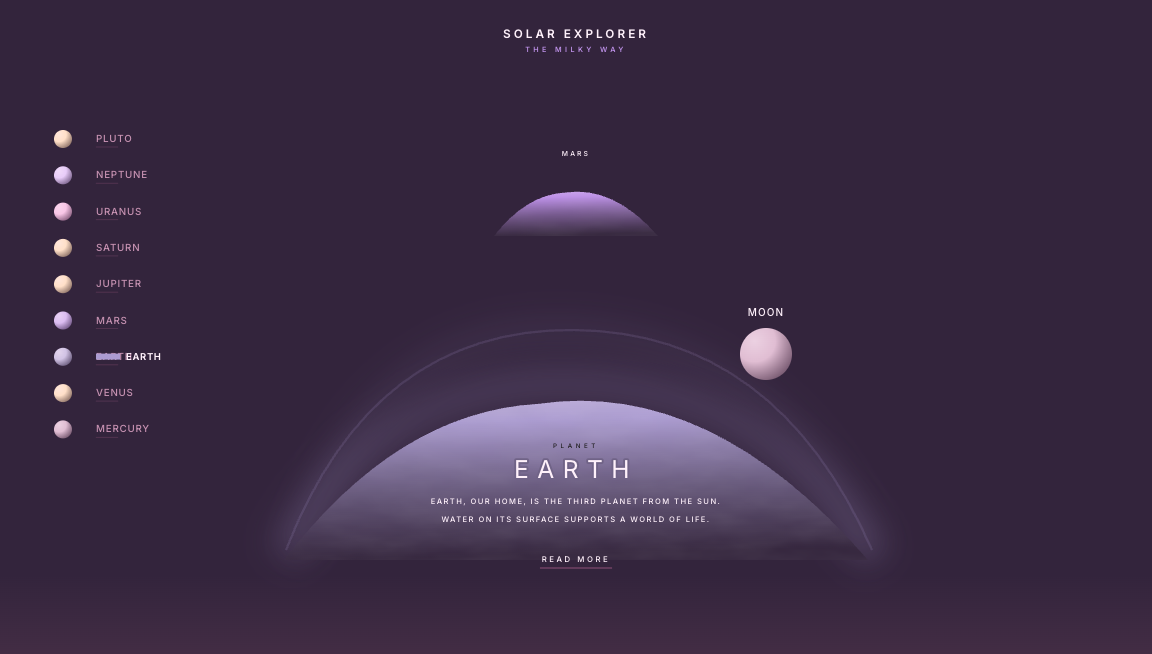 SOLAR EXPLORER
THE MILKY WAY
PLUTO
NEPTUNE
URANUS
SATURN
JUPITER
MARS
EARTH
VENUS
MERCURY
MARS
MOON
PLANET
EARTH
EARTH, OUR HOME, IS THE THIRD PLANET FROM THE SUN.
WATER ON ITS SURFACE SUPPORTS A WORLD OF LIFE.
READ MORE